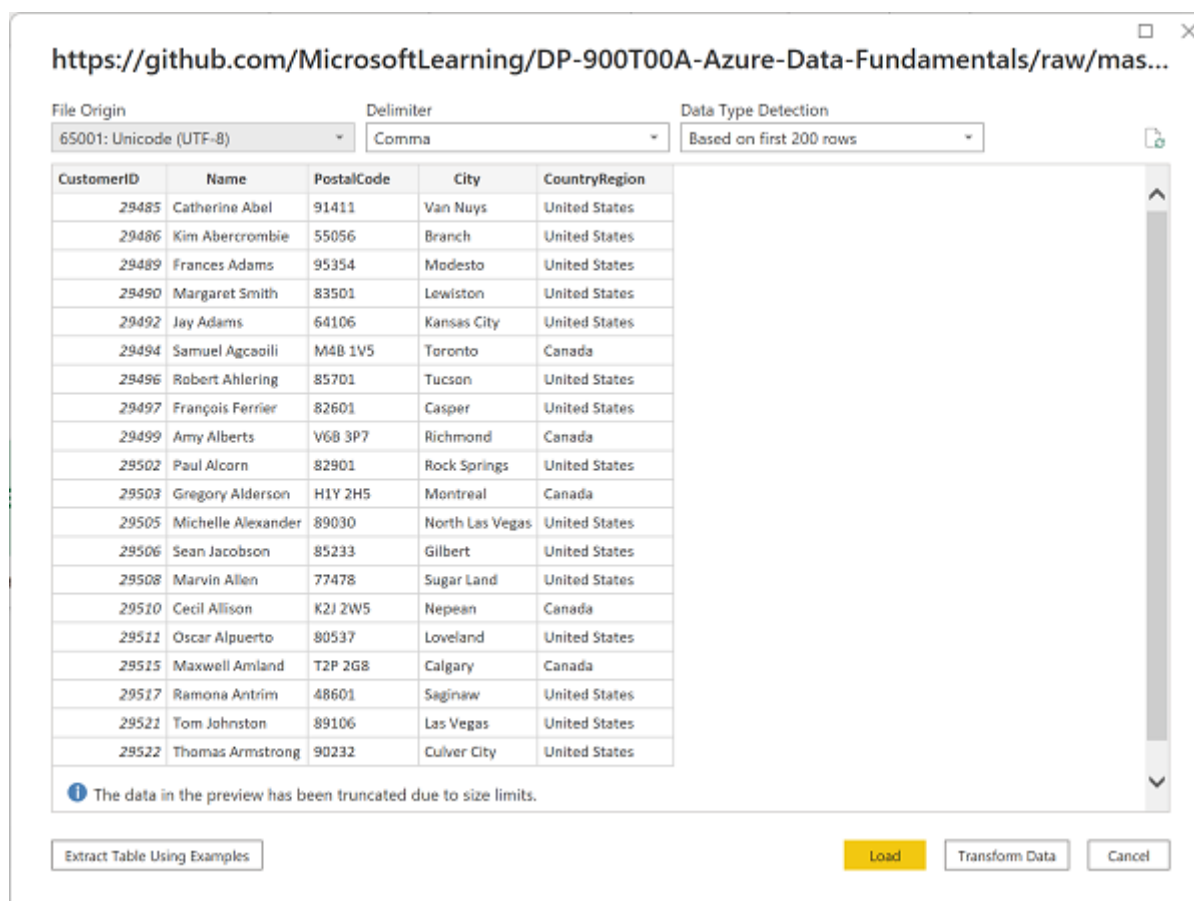 https://github.com/MicrosoftLearning/DP-900T00A-Azure-Data-Fundamentals/raw/mas...
File Origin Delimiter Data Type Detection
65001: Unicode (UTF-8) Comma Based on first 200 rows
CustomerID Name PostalCode City CountryRegion
29485 Catherine Abel 91411 Van Nuys United States
29486 Kim Abercrombie 55056 Branch United States
29489 Frances Adams 95354 Modesto United States
29490 Margaret Smith 83501 Lewiston United States
29492 Jay Adams 64106 Kansas City United States
29494 Samuel Agcaoili M4B 1V5 Toronto Canada
29496 Robert Ahlering 85701 Tucson United States
29497 François Ferrier 82601 Casper United States
29499 Amy Alberts V6B 3P7 Richmond Canada
29502 Paul Alcorn 82901 Rock Springs United States
29503 Gregory Alderson H1Y 2H5 Montreal Canada
29505 Michelle Alexander 89030 North Las Vegas United States
29506 Sean Jacobson 85233 Gilbert United States
29508 Marvin Allen 77478 Sugar Land United States
29510 Cecil Allison K2J 2W5 Nepean Canada
29511 Oscar Alpuerto 80537 Loveland United States
29515 Maxwell Amland T2P 2G8 Calgary Canada
29517 Ramona Antrim 48601 Saginaw United States
29521 Tom Johnston 89106 Las Vegas United States
29522 Thomas Armstrong 90232 Culver City United States
The data in the preview has been truncated due to size limits.
Extract Table Using Examples Load Transform Data Cancel